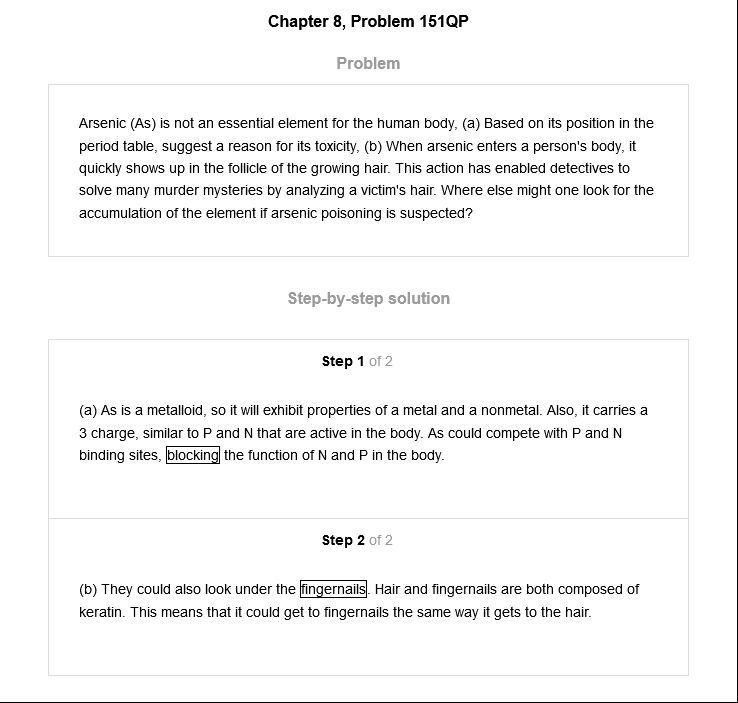 Chapter 8, Problem 151QP
Problem
Arsenic (As) is not an essential element for the human body, (a) Based on its position in the
period table, suggest a reason for its toxicity, (b) When arsenic enters a person's body, it
quickly shows up in the follicle of the growing hair. This action has enabled detectives to
solve many murder mysteries by analyzing a victim's hair. Where else might one look for the
accumulation of the element if arsenic poisoning is suspected?
Step-by-step solution
Step 1 of 2
(a) As is a metalloid, so it will exhibit properties of a metal and a nonmetal. Also, it carries a
3 charge, similar to P and N that are active in the body. As could compete with P and N
binding sites, blocking the function of N and P in the body.
Step 2 of 2
(b) They could also look under the fingernails. Hair and fingernails are both composed of
keratin. This means that it could get to fingernails the same way it gets to the hair.